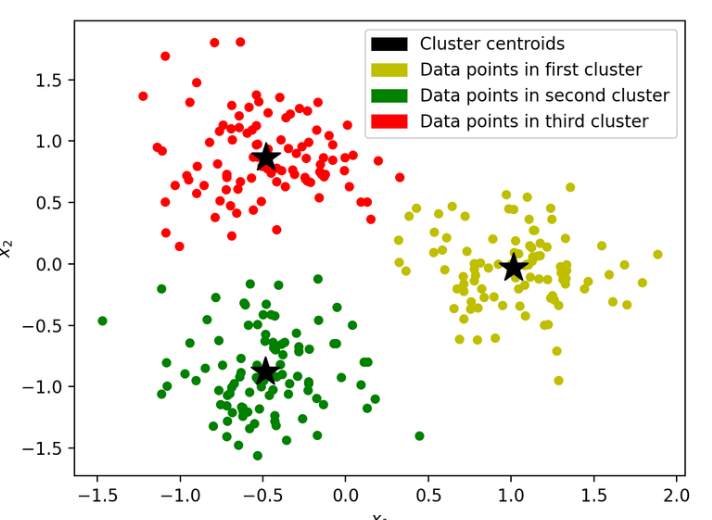 Cluster centroids
Data points in first cluster
Data points in second cluster
Data points in third cluster
1.5
1.0
0.5
0.0
−0.5
−1.0
−1.5
x₂
−1.5 −1.0 −0.5 0.0 0.5 1.0 1.5 2.0